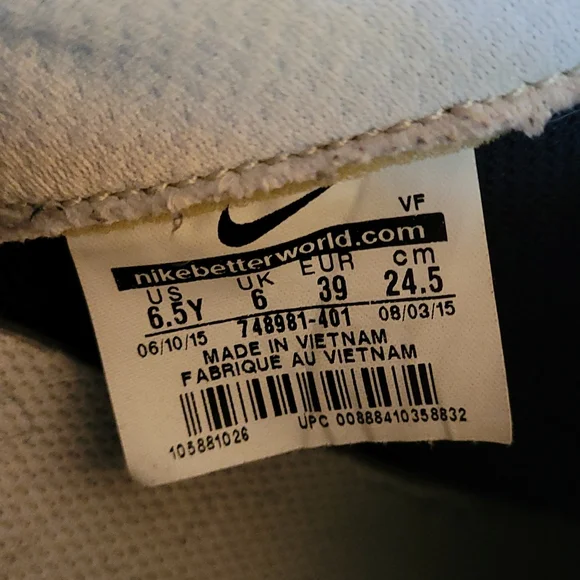 VF
nikebetterworld.com
US UK EUR cm
6.5Y 6 39 24.5
06/10/15 748981-401 08/03/15
MADE IN VIETNAM
FABRIQUE AU VIETNAM
105881026 UPC 00888410358832